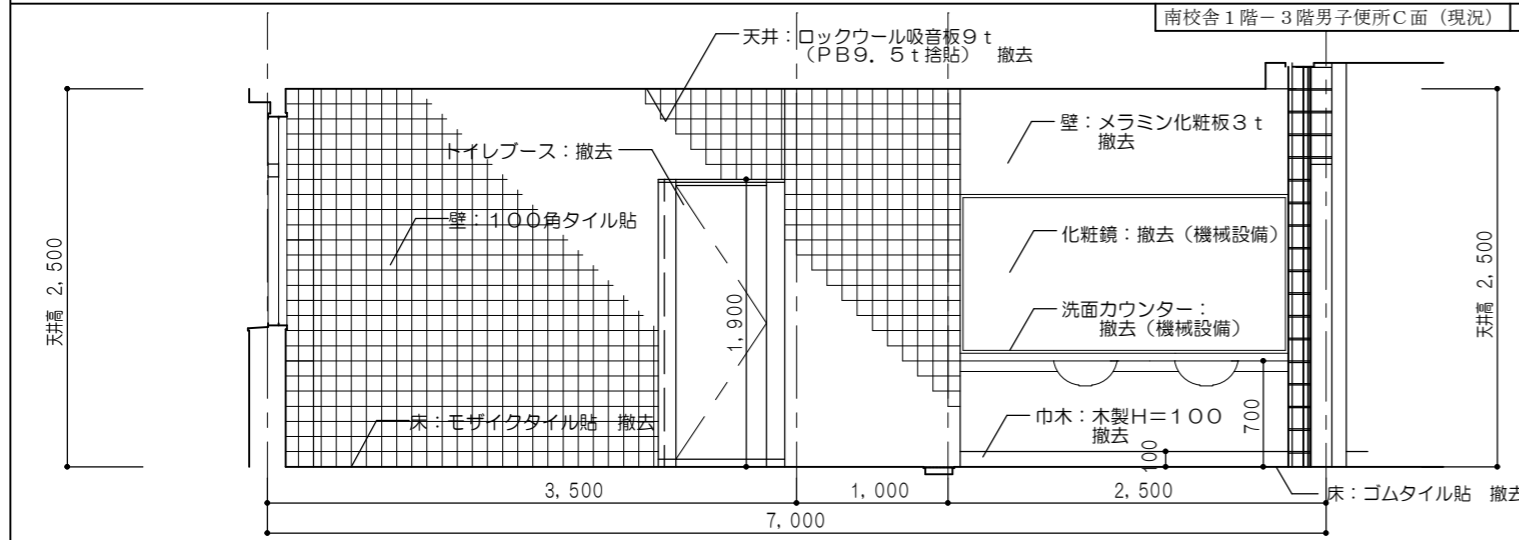 南校舎1階－3階男子便所C面（現況）
天井：ロックウール吸音板9ｔ
（PB9．5ｔ捨貼）　撤去
壁：メラミン化粧板3ｔ
撤去
トイレブース：撤去
壁：100角タイル貼
化粧鏡：撤去（機械設備）
洗面カウンター：
撤去（機械設備）
天井高 2,500
1,900
天井高 2,500
床：モザイクタイル貼　撤去
巾木：木製H＝100
撤去
700
100
3,500
1,000
2,500
床：ゴムタイル貼　撤去
7,000